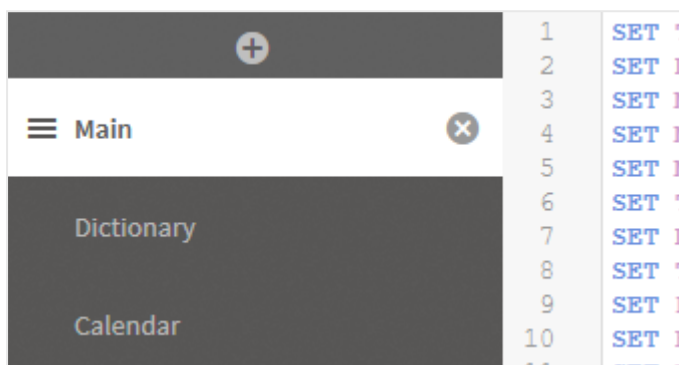 Main
Dictionary
Calendar
1 SET
2 SET
3 SET
4 SET
5 SET
6 SET
7 SET
8 SET
9 SET
10 SET